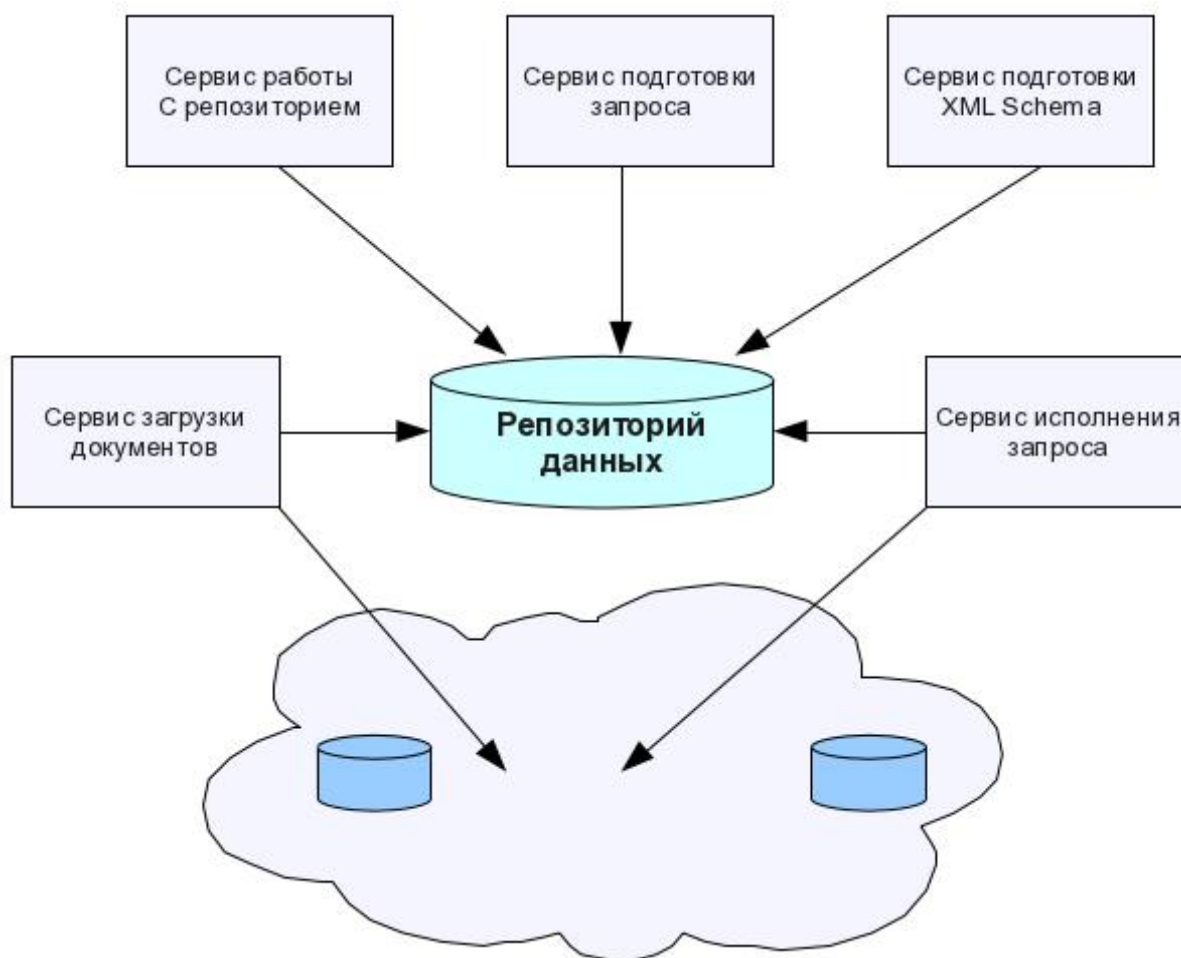 Сервис работы
С репозиторием
Сервис подготовки
запроса
Сервис подготовки
XML Schema
Сервис загрузки
документов
Репозиторий
данных
Сервис исполнения
запроса